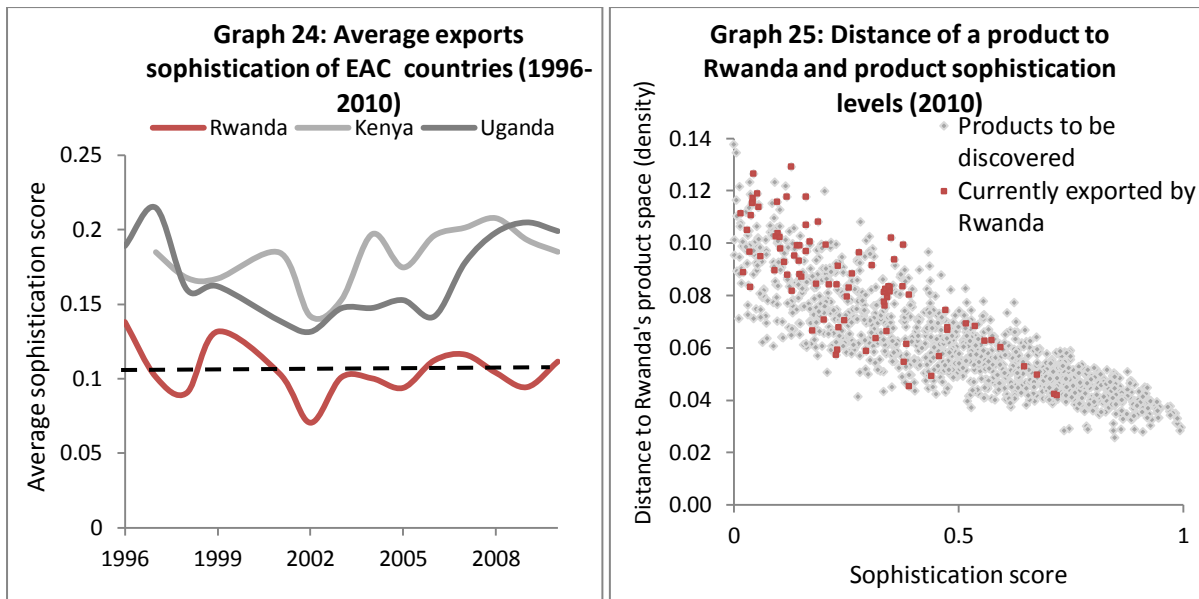 Graph 24: Average exports
sophistication of EAC countries (1996-
2010)
Rwanda Kenya Uganda
Average sophistication score
0.25
0.2
0.15
0.1
0.05
0
1996 1999 2002 2005 2008
Graph 25: Distance of a product to
Rwanda and product sophistication
levels (2010)
Products to be
discovered
Currently exported by
Rwanda
Distance to Rwanda's product space (density)
0.14
0.12
0.10
0.08
0.06
0.04
0.02
0.00
0 0.5 1
Sophistication score